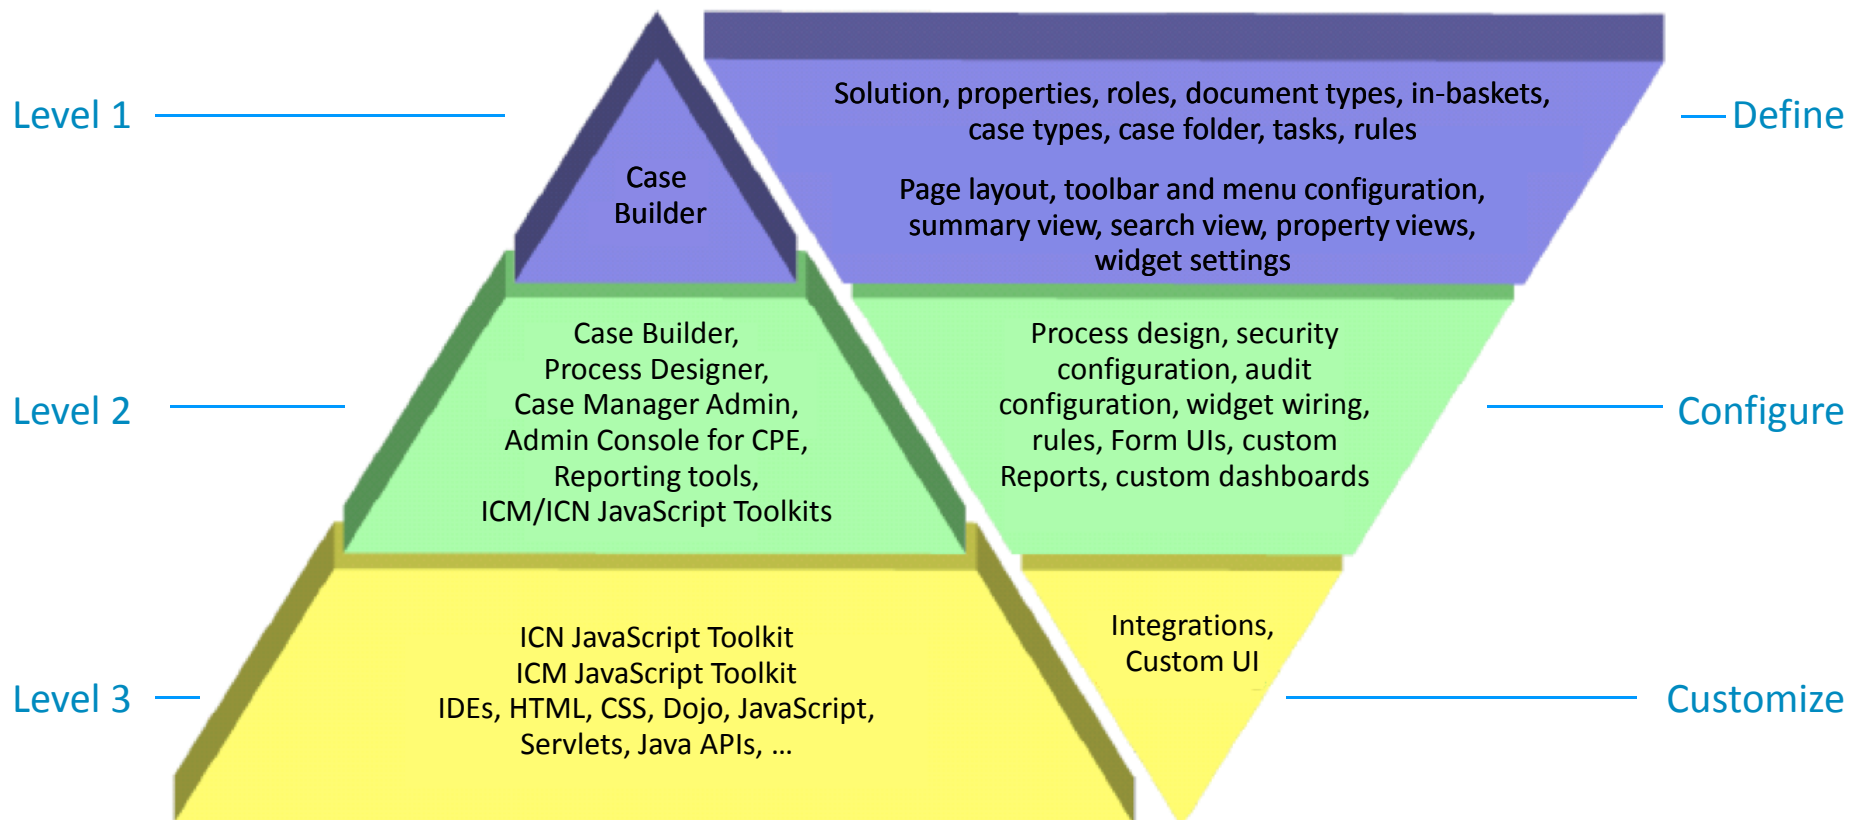 Level 1
Case
Builder
Solution, properties, roles, document types, in-baskets,
case types, case folder, tasks, rules
Page layout, toolbar and menu configuration,
summary view, search view, property views,
widget settings
Define
Level 2
Case Builder,
Process Designer,
Case Manager Admin,
Admin Console for CPE,
Reporting tools,
ICM/ICN JavaScript Toolkits
Process design, security
configuration, audit
configuration, widget wiring,
rules, Form UIs, custom
Reports, custom dashboards
Configure
Level 3
ICN JavaScript Toolkit
ICM JavaScript Toolkit
IDEs, HTML, CSS, Dojo, JavaScript,
Servlets, Java APIs, ...
Integrations,
Custom UI
Customize